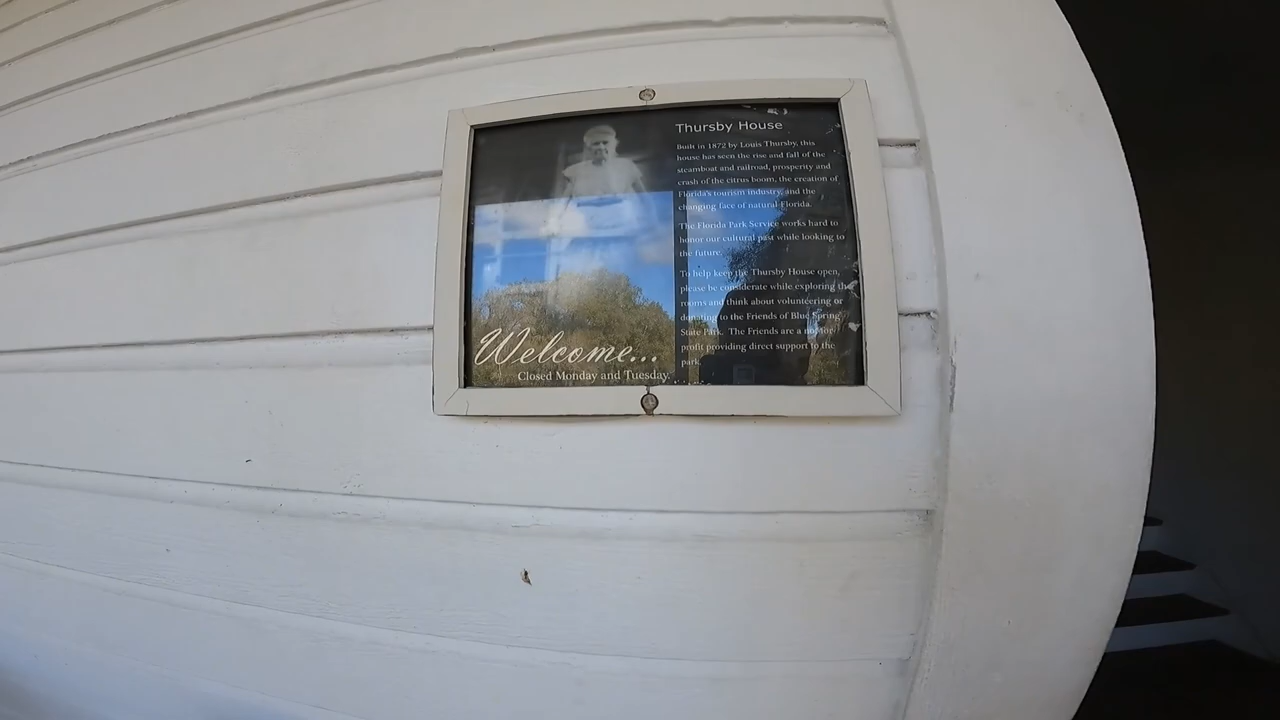 Thursby House
Built in 1872 by Louis Thursby, this
house has seen the rise and fall of the
steamboat and railroad, prosperity and
crash of the citrus boom, the creation of
Florida's tourism industry, and the
changing face of natural Florida.
The Florida Park Service works hard to
honor our cultural past while looking to
the future.
To help keep the Thursby House open,
please be considerate while exploring the
rooms and think about volunteering or
donating to the Friends of Blue Spring
State Park. The Friends are a not for
profit providing direct support to the
park.
Welcome...
Closed Monday and Tuesday.